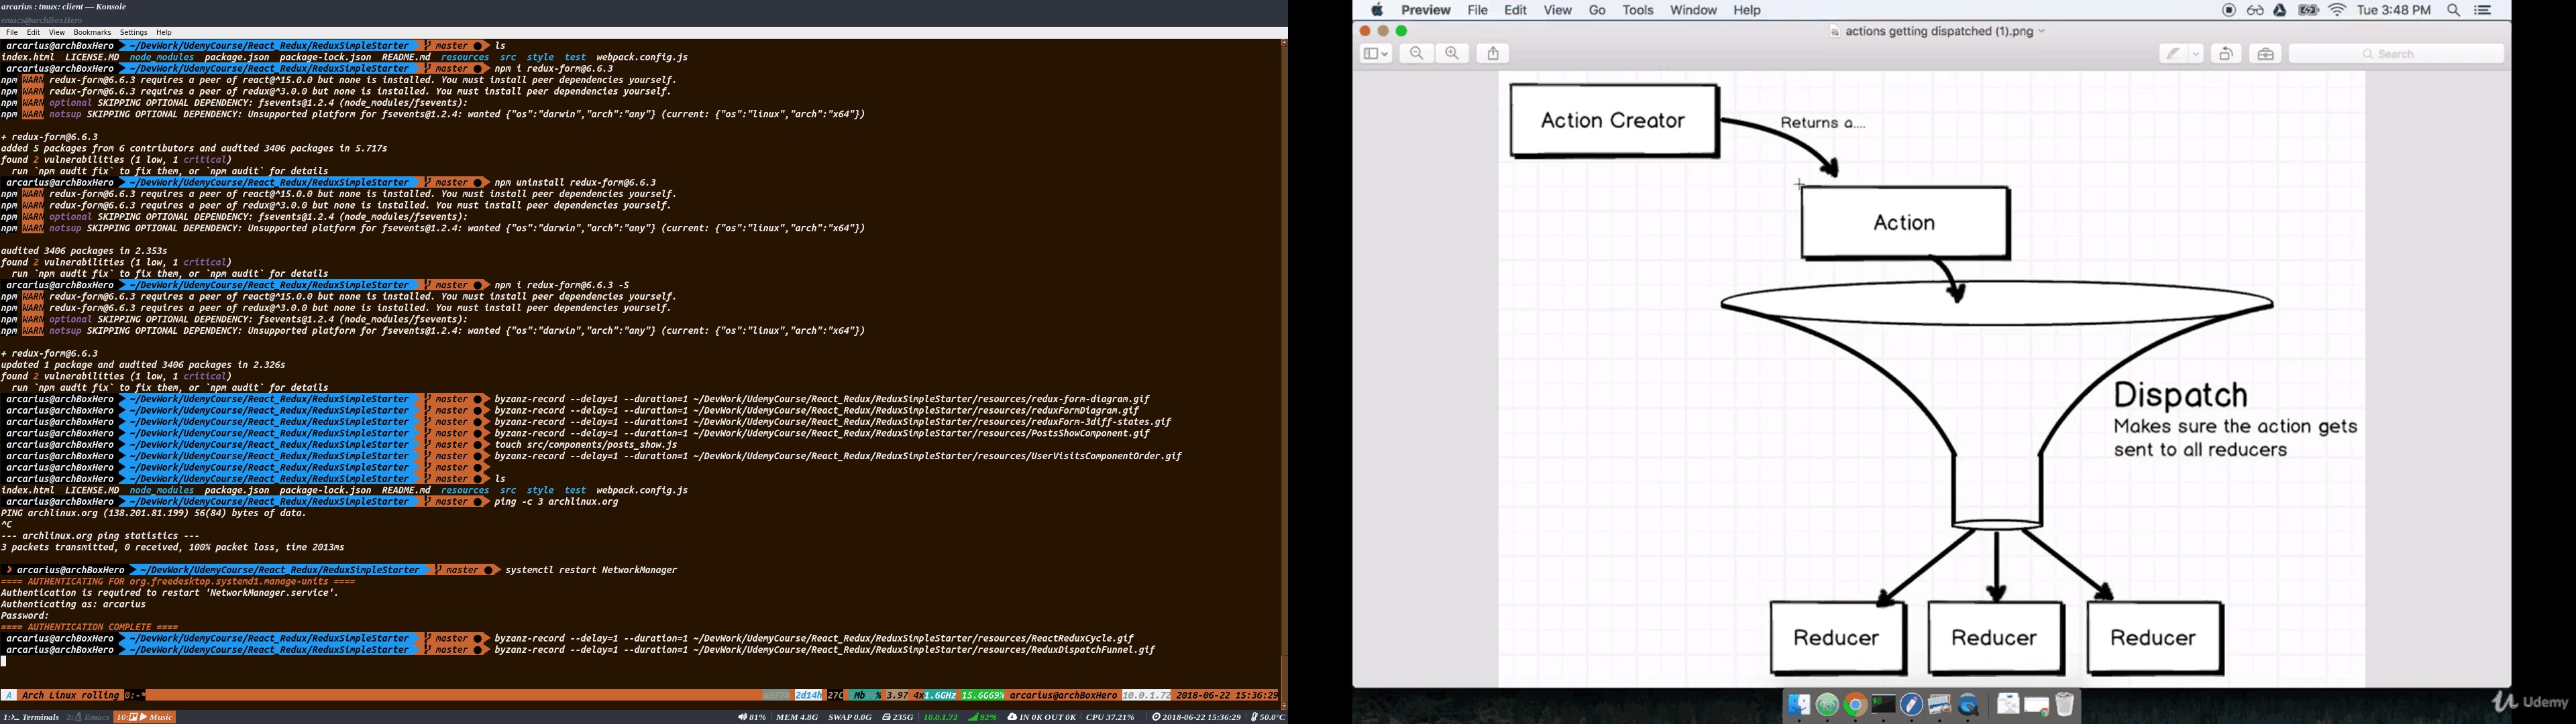 arcarius : tmux: client — Konsole
emacs@archBoxHero
File Edit View Bookmarks Settings Help
arcarius@archBoxHero ~/DevWork/UdemyCourse/React_Redux/ReduxSimpleStarter master ● ls
index.html LICENSE.MD node_modules package.json package-lock.json README.md resources src style test webpack.config.js
arcarius@archBoxHero ~/DevWork/UdemyCourse/React_Redux/ReduxSimpleStarter master ● npm i redux-form@6.6.3
npm WARN redux-form@6.6.3 requires a peer of react@^15.0.0 but none is installed. You must install peer dependencies yourself.
npm WARN redux-form@6.6.3 requires a peer of redux@^3.0.0 but none is installed. You must install peer dependencies yourself.
npm WARN optional SKIPPING OPTIONAL DEPENDENCY: fsevents@1.2.4 (node_modules/fsevents):
npm WARN notsup SKIPPING OPTIONAL DEPENDENCY: Unsupported platform for fsevents@1.2.4: wanted {"os":"darwin","arch":"any"} (current: {"os":"linux","arch":"x64"})
+ redux-form@6.6.3
added 5 packages from 6 contributors and audited 3406 packages in 5.717s
found 2 vulnerabilities (1 low, 1 critical)
run `npm audit fix` to fix them, or `npm audit` for details
arcarius@archBoxHero ~/DevWork/UdemyCourse/React_Redux/ReduxSimpleStarter master ● npm uninstall redux-form@6.6.3
npm WARN redux-form@6.6.3 requires a peer of react@^15.0.0 but none is installed. You must install peer dependencies yourself.
npm WARN redux-form@6.6.3 requires a peer of redux@^3.0.0 but none is installed. You must install peer dependencies yourself.
npm WARN optional SKIPPING OPTIONAL DEPENDENCY: fsevents@1.2.4 (node_modules/fsevents):
npm WARN notsup SKIPPING OPTIONAL DEPENDENCY: Unsupported platform for fsevents@1.2.4: wanted {"os":"darwin","arch":"any"} (current: {"os":"linux","arch":"x64"})
audited 3406 packages in 2.353s
found 2 vulnerabilities (1 low, 1 critical)
run `npm audit fix` to fix them, or `npm audit` for details
arcarius@archBoxHero ~/DevWork/UdemyCourse/React_Redux/ReduxSimpleStarter master ● npm i redux-form@6.6.3 -S
npm WARN redux-form@6.6.3 requires a peer of react@^15.0.0 but none is installed. You must install peer dependencies yourself.
npm WARN redux-form@6.6.3 requires a peer of redux@^3.0.0 but none is installed. You must install peer dependencies yourself.
npm WARN optional SKIPPING OPTIONAL DEPENDENCY: fsevents@1.2.4 (node_modules/fsevents):
npm WARN notsup SKIPPING OPTIONAL DEPENDENCY: Unsupported platform for fsevents@1.2.4: wanted {"os":"darwin","arch":"any"} (current: {"os":"linux","arch":"x64"})
+ redux-form@6.6.3
updated 1 package and audited 3406 packages in 2.326s
found 2 vulnerabilities (1 low, 1 critical)
run `npm audit fix` to fix them, or `npm audit` for details
arcarius@archBoxHero ~/DevWork/UdemyCourse/React_Redux/ReduxSimpleStarter master ● byzanz-record --delay=1 --duration=1 ~/DevWork/UdemyCourse/React_Redux/ReduxSimpleStarter/resources/redux-form-diagram.gif
arcarius@archBoxHero ~/DevWork/UdemyCourse/React_Redux/ReduxSimpleStarter master ● byzanz-record --delay=1 --duration=1 ~/DevWork/UdemyCourse/React_Redux/ReduxSimpleStarter/resources/reduxFormDiagram.gif
arcarius@archBoxHero ~/DevWork/UdemyCourse/React_Redux/ReduxSimpleStarter master ● byzanz-record --delay=1 --duration=1 ~/DevWork/UdemyCourse/React_Redux/ReduxSimpleStarter/resources/reduxForm-3diff-states.gif
arcarius@archBoxHero ~/DevWork/UdemyCourse/React_Redux/ReduxSimpleStarter master ● byzanz-record --delay=1 --duration=1 ~/DevWork/UdemyCourse/React_Redux/ReduxSimpleStarter/resources/PostsShowComponent.gif
arcarius@archBoxHero ~/DevWork/UdemyCourse/React_Redux/ReduxSimpleStarter master ● touch src/components/posts_show.js
arcarius@archBoxHero ~/DevWork/UdemyCourse/React_Redux/ReduxSimpleStarter master ● byzanz-record --delay=1 --duration=1 ~/DevWork/UdemyCourse/React_Redux/ReduxSimpleStarter/resources/UserVisitsComponentOrder.gif
arcarius@archBoxHero ~/DevWork/UdemyCourse/React_Redux/ReduxSimpleStarter master ●
arcarius@archBoxHero ~/DevWork/UdemyCourse/React_Redux/ReduxSimpleStarter master ● ls
index.html LICENSE.MD node_modules package.json package-lock.json README.md resources src style test webpack.config.js
arcarius@archBoxHero ~/DevWork/UdemyCourse/React_Redux/ReduxSimpleStarter master ● ping -c 3 archlinux.org
PING archlinux.org (138.201.81.199) 56(84) bytes of data.
^C
--- archlinux.org ping statistics ---
3 packets transmitted, 0 received, 100% packet loss, time 2013ms
arcarius@archBoxHero ~/DevWork/UdemyCourse/React_Redux/ReduxSimpleStarter master ● systemctl restart NetworkManager
==== AUTHENTICATING FOR org.freedesktop.systemd1.manage-units ====
Authentication is required to restart 'NetworkManager.service'.
Authenticating as: arcarius
Password:
==== AUTHENTICATION COMPLETE ====
arcarius@archBoxHero ~/DevWork/UdemyCourse/React_Redux/ReduxSimpleStarter master ● byzanz-record --delay=1 --duration=1 ~/DevWork/UdemyCourse/React_Redux/ReduxSimpleStarter/resources/ReactReduxCycle.gif
arcarius@archBoxHero ~/DevWork/UdemyCourse/React_Redux/ReduxSimpleStarter master ● byzanz-record --delay=1 --duration=1 ~/DevWork/UdemyCourse/React_Redux/ReduxSimpleStarter/resources/ReduxDispatchFunnel.gif
A Arch Linux rolling 0:-* 2d14h 27C Mb % 3.97 4x1.6GHz 15.6G69% arcarius@archBoxHero 10.0.1.72 2018-06-22 15:36:29
1: Terminals 2: Emacs 10: Music 81% MEM 4.8G SWAP 0.0G 235G 10.0.1.72 92% IN 0K OUT 0K CPU 37.21% 2018-06-22 15:36:29 50.0°C
Preview File Edit View Go Tools Window Help Tue 3:48 PM
actions getting dispatched (1).png
Search
Action Creator
Returns a....
Action
Dispatch
Makes sure the action gets
sent to all reducers
Reducer Reducer Reducer
Udemy